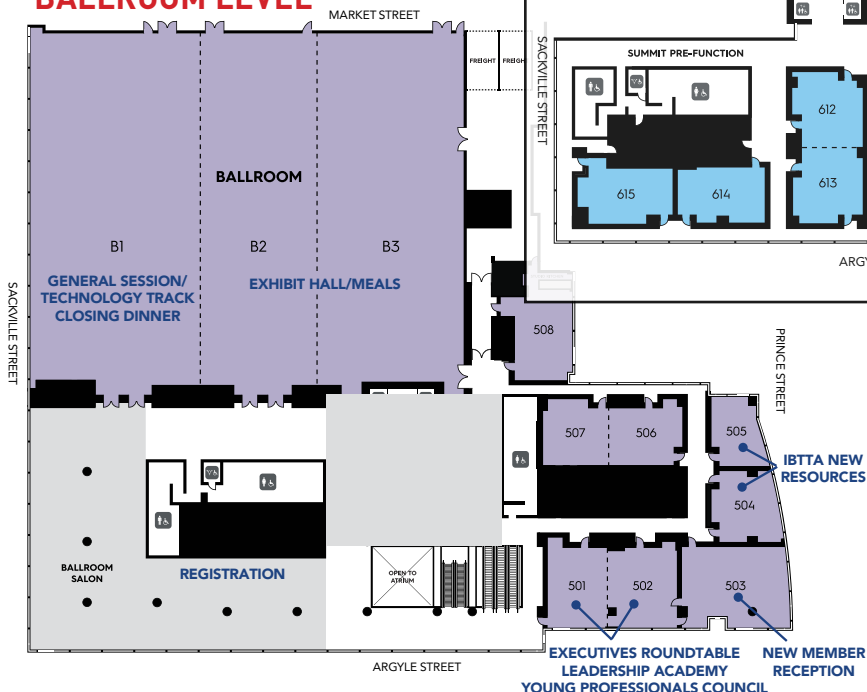 BALLROOM LEVEL
MARKET STREET
SACKVILLE STREET
FREIGHT
SUMMIT PRE-FUNCTION
612
613
615
614
BALLROOM
B1
B2
B3
GENERAL SESSION/
TECHNOLOGY TRACK
CLOSING DINNER
EXHIBIT HALL/MEALS
SACKVILLE STREET
508
PRINCE STREET
507
506
505
504
IBTTA NEW
RESOURCES
BALLROOM
SALON
REGISTRATION
OPEN TO
ATRIUM
501
502
503
ARGYLE STREET
EXECUTIVES ROUNDTABLE
LEADERSHIP ACADEMY
YOUNG PROFESSIONALS COUNCIL
NEW MEMBER
RECEPTION